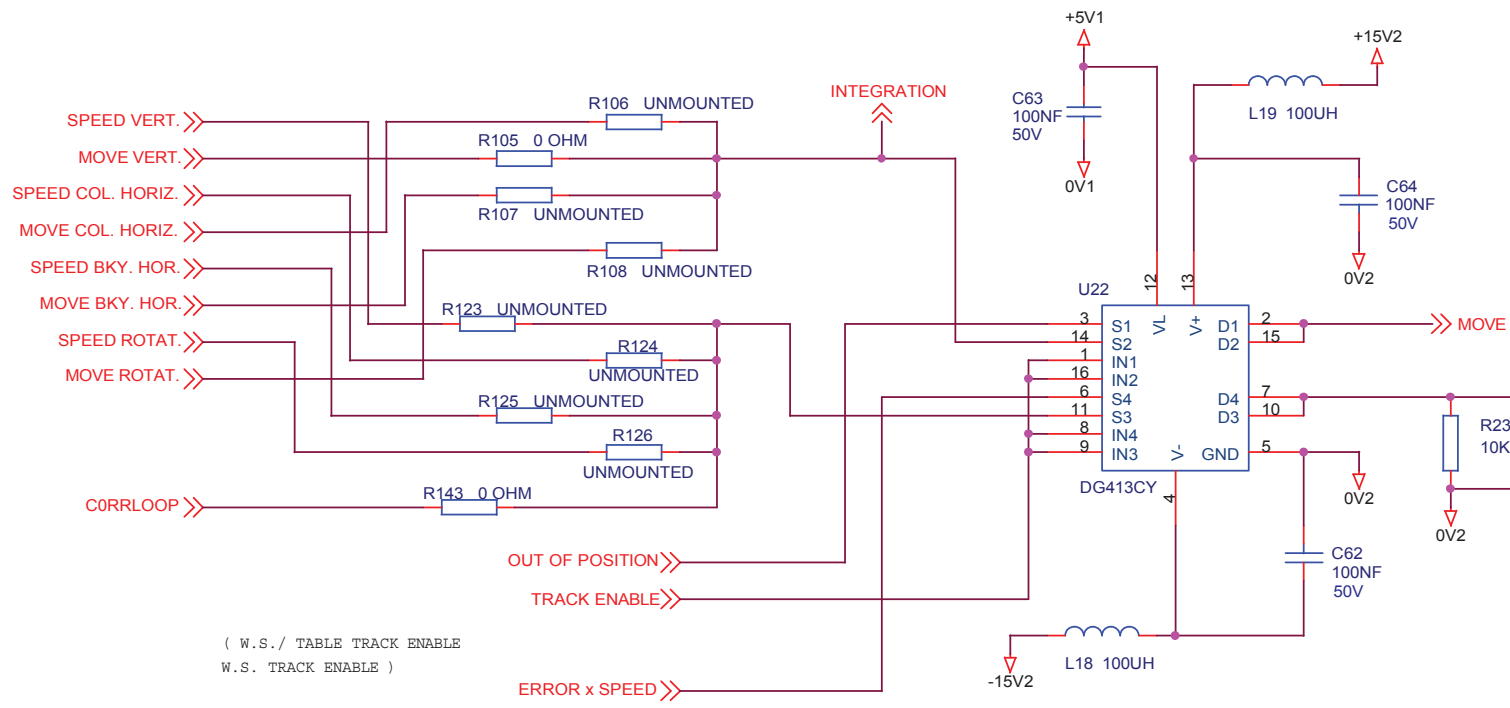 +5V1
+15V2
INTEGRATION
C63
100NF
50V
L19 100UH
R106 UNMOUNTED
SPEED VERT.
R105 0 OHM
MOVE VERT.
0V1
SPEED COL. HORIZ.
C64
100NF
50V
R107 UNMOUNTED
MOVE COL. HORIZ.
SPEED BKY. HOR.
R108 UNMOUNTED
0V2
MOVE BKY. HOR.
R123 UNMOUNTED
SPEED ROTAT.
R124
UNMOUNTED
MOVE ROTAT.
R125 UNMOUNTED
R126
UNMOUNTED
R143 0 OHM
C0RRLOOP
U22
12
13
VL
V+
3 S1
14 S2
1 IN1
16 IN2
6 S4
11 S3
8 IN4
9 IN3
D1 2
D2 15
D4 7
D3 10
GND 5
V-
4
DG413CY
MOVE
R23
10K
0V2
0V2
OUT OF POSITION
C62
100NF
50V
TRACK ENABLE
( W.S./ TABLE TRACK ENABLE
W.S. TRACK ENABLE )
L18 100UH
-15V2
ERROR x SPEED